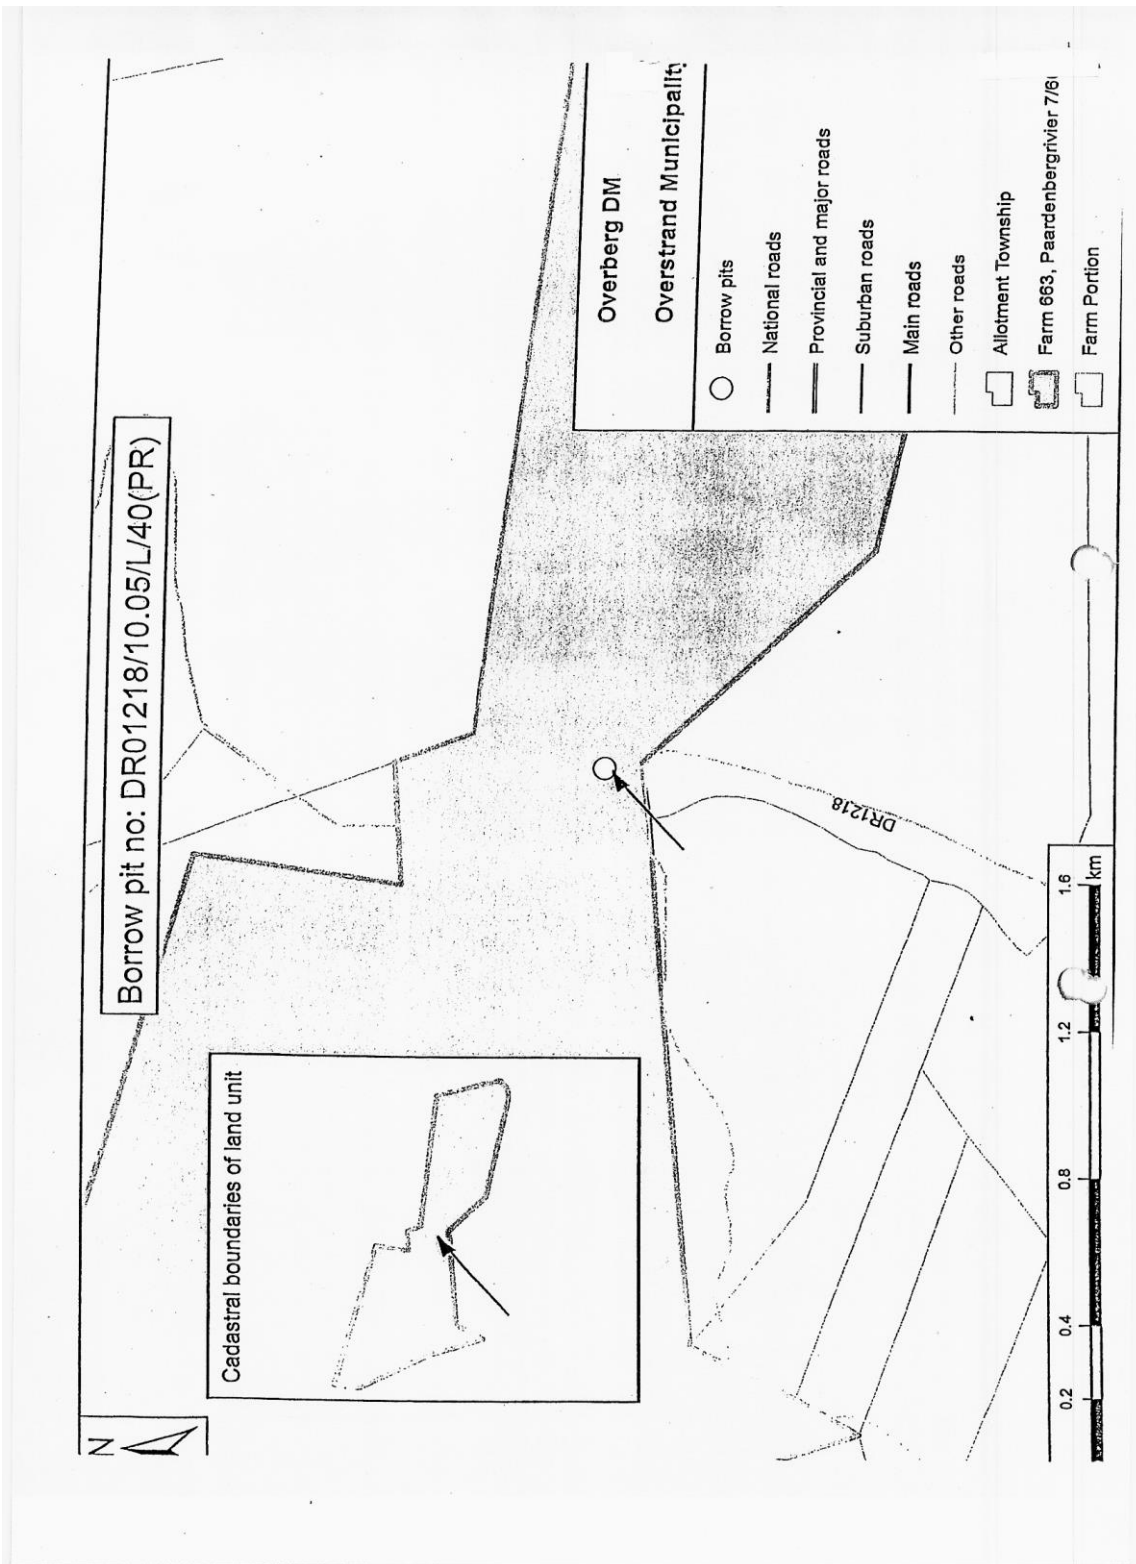 N
Borrow pit no: DR01218/10.05/L/40(PR)
Cadastral boundaries of land unit
DR1218
Overberg DM
Overstrand Municipality
Borrow pits
National roads
Provincial and major roads
Suburban roads
Main roads
Other roads
Allotment Township
Farm 663, Paardenbergrivier 7/6
Farm Portion
0.2 0.4 0.8 1.2 1.6
km